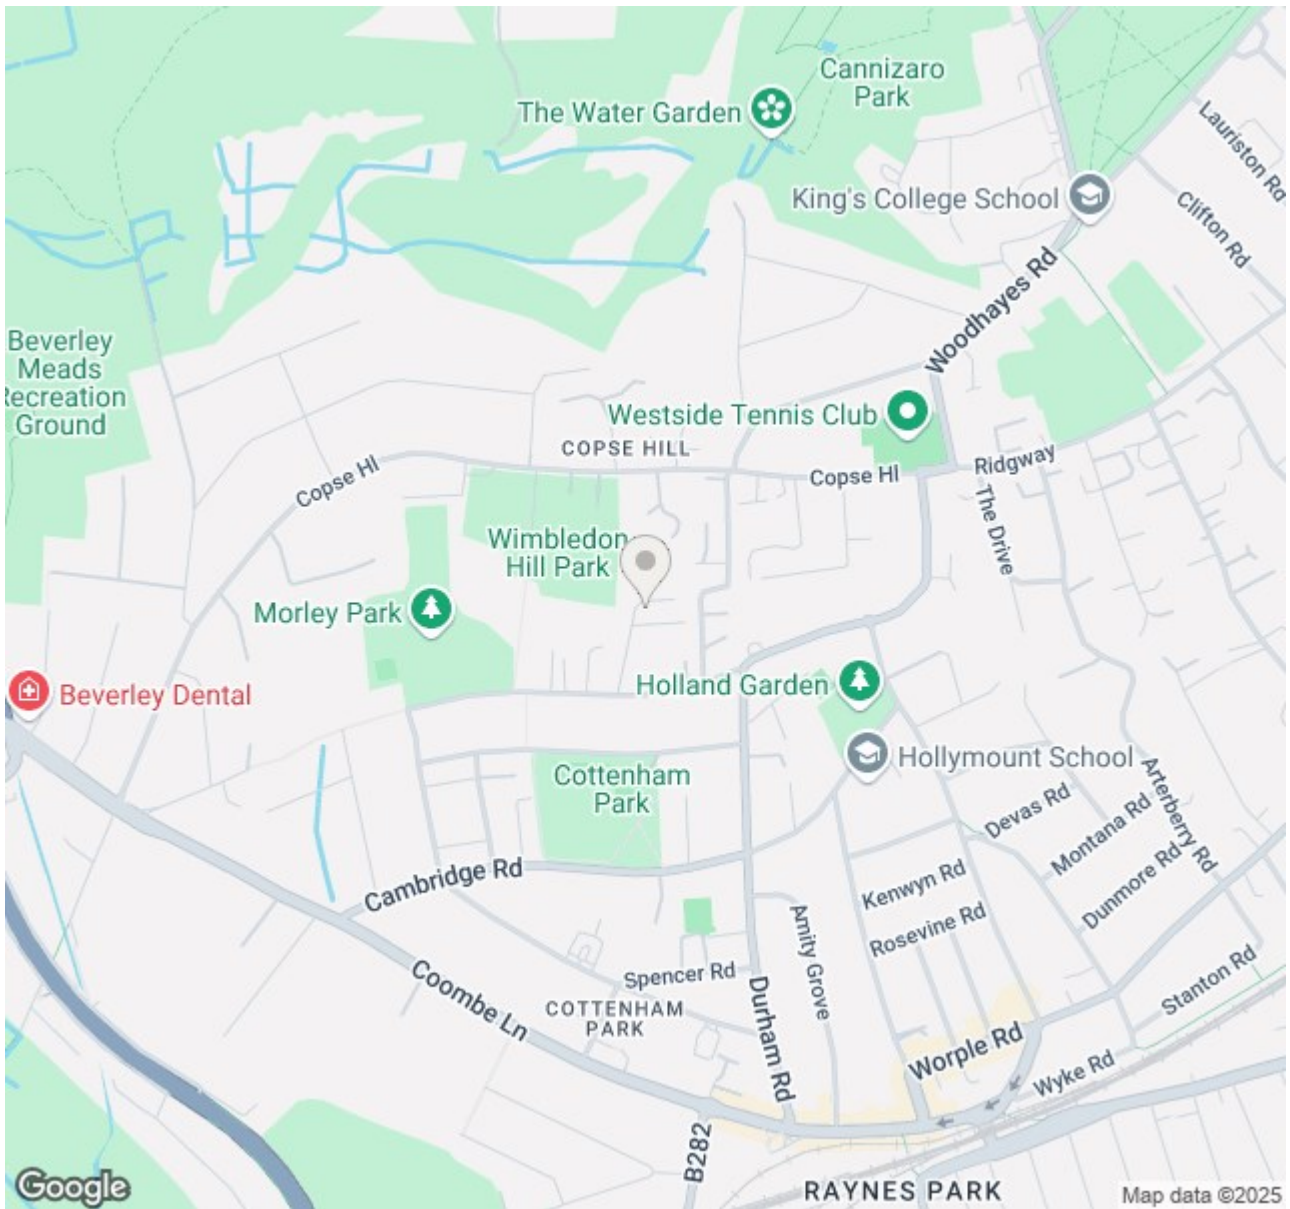 Cannizaro
Park
The Water Garden
Lauriston Rd
King's College School
Clifton Rd
Woodhayes Rd
Beverley
Meads
Recreation
Ground
Westside Tennis Club
COPSE HILL
Copse Hl
Copse Hl
Ridgway
The Drive
Wimbledon
Hill Park
Morley Park
Holland Garden
Beverley Dental
Hollymount School
Cottenham
Park
Arterberry Rd
Devas Rd
Montana Rd
Dunmore Rd
Cambridge Rd
Kenwyn Rd
Rosevine Rd
Amity Grove
Spencer Rd
Stanton Rd
Coombe Ln
COTTENHAM
PARK
Durham Rd
Worple Rd
Wyke Rd
B282
RAYNES PARK
Google
Map data ©2025